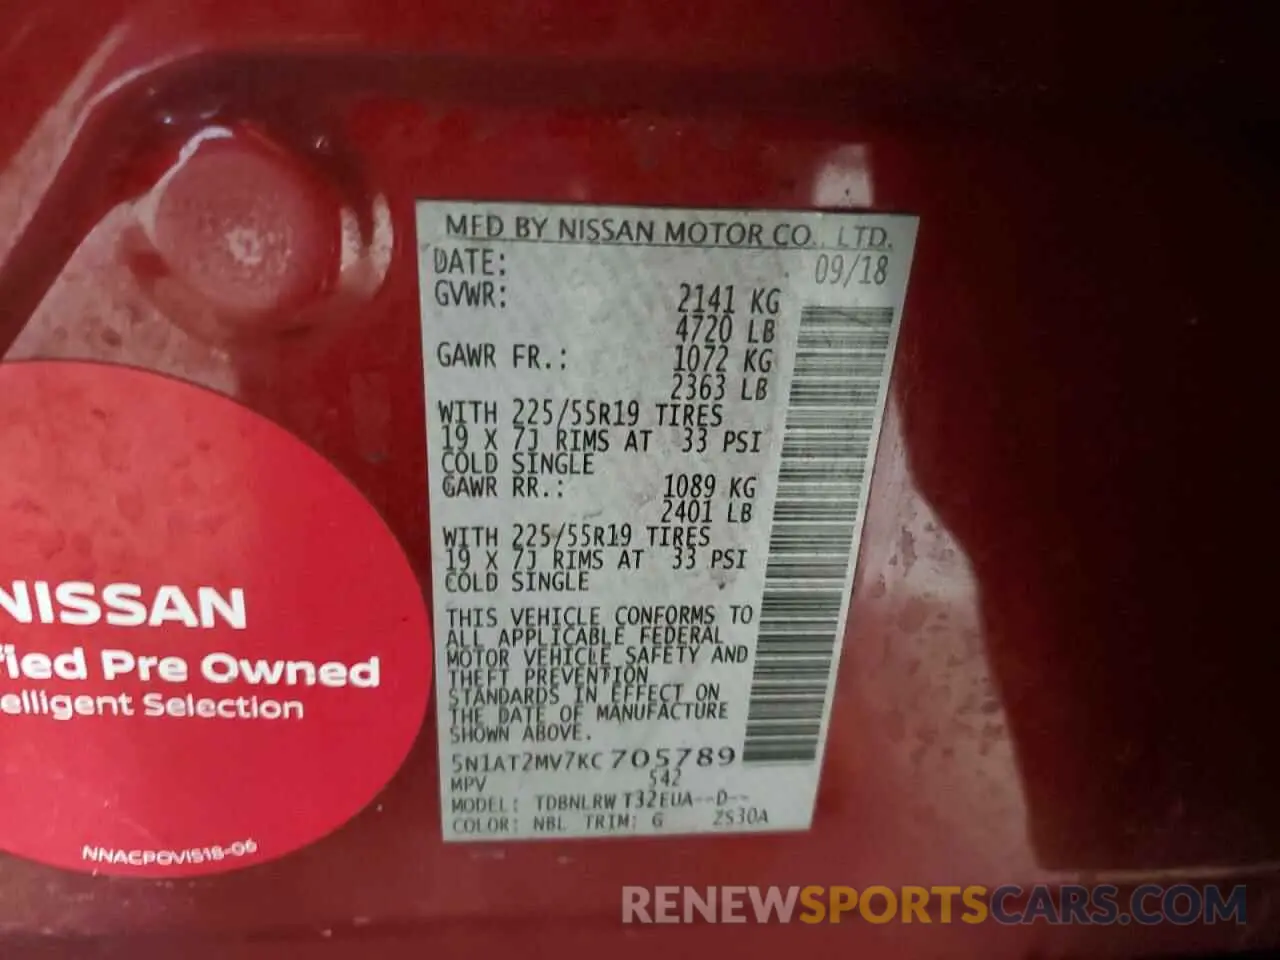 MFD BY NISSAN MOTOR CO., LTD.
DATE: 09/18
GVWR: 2141 KG
4720 LB
GAWR FR.: 1072 KG
2363 LB
WITH 225/55R19 TIRES
19 X 7J RIMS AT 33 PSI
COLD SINGLE
GAWR RR.: 1089 KG
2401 LB
WITH 225/55R19 TIRES
19 X 7J RIMS AT 33 PSI
COLD SINGLE
THIS VEHICLE CONFORMS TO
ALL APPLICABLE FEDERAL
MOTOR VEHICLE SAFETY AND
THEFT PREVENTION
STANDARDS IN EFFECT ON
THE DATE OF MANUFACTURE
SHOWN ABOVE.
5N1AT2MV7KC705789
MPV 542
MODEL: TDBNLRW T32EUA--D--
COLOR: NBL TRIM: G ZS30A
NISSAN
fied Pre Owned
elligent Selection
NNACPOVIS18-06
RENEWSPORTSCARS.COM